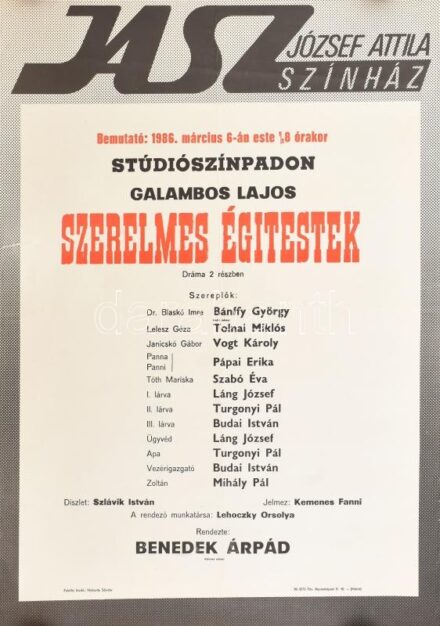 JASZ
JÓZSEF ATTILA
SZÍNHÁZ
Bemutató: 1986. március 6-án este ½8 órakor
STÚDIÓSZÍNPADON
GALAMBOS LAJOS
SZERELMES ÉGITESTEK
Dráma 2 részben
Szereplők:
Dr. Blaskó Imre Bánffy György
Lelesz Géza Tolnai Miklós
Janicskó Gábor Vogt Károly
Panna
Panni Pápai Erika
Tóth Mariska Szabó Éva
I. lárva Láng József
II. lárva Turgonyi Pál
III. lárva Budai István
Ügyvéd Láng József
Apa Turgonyi Pál
Vezérigazgató Budai István
Zoltán Mihály Pál
Díszlet: Szlávik István Jelmez: Kemenes Fanni
A rendező munkatársa: Lehoczky Orsolya
Rendezte:
BENEDEK ÁRPÁD